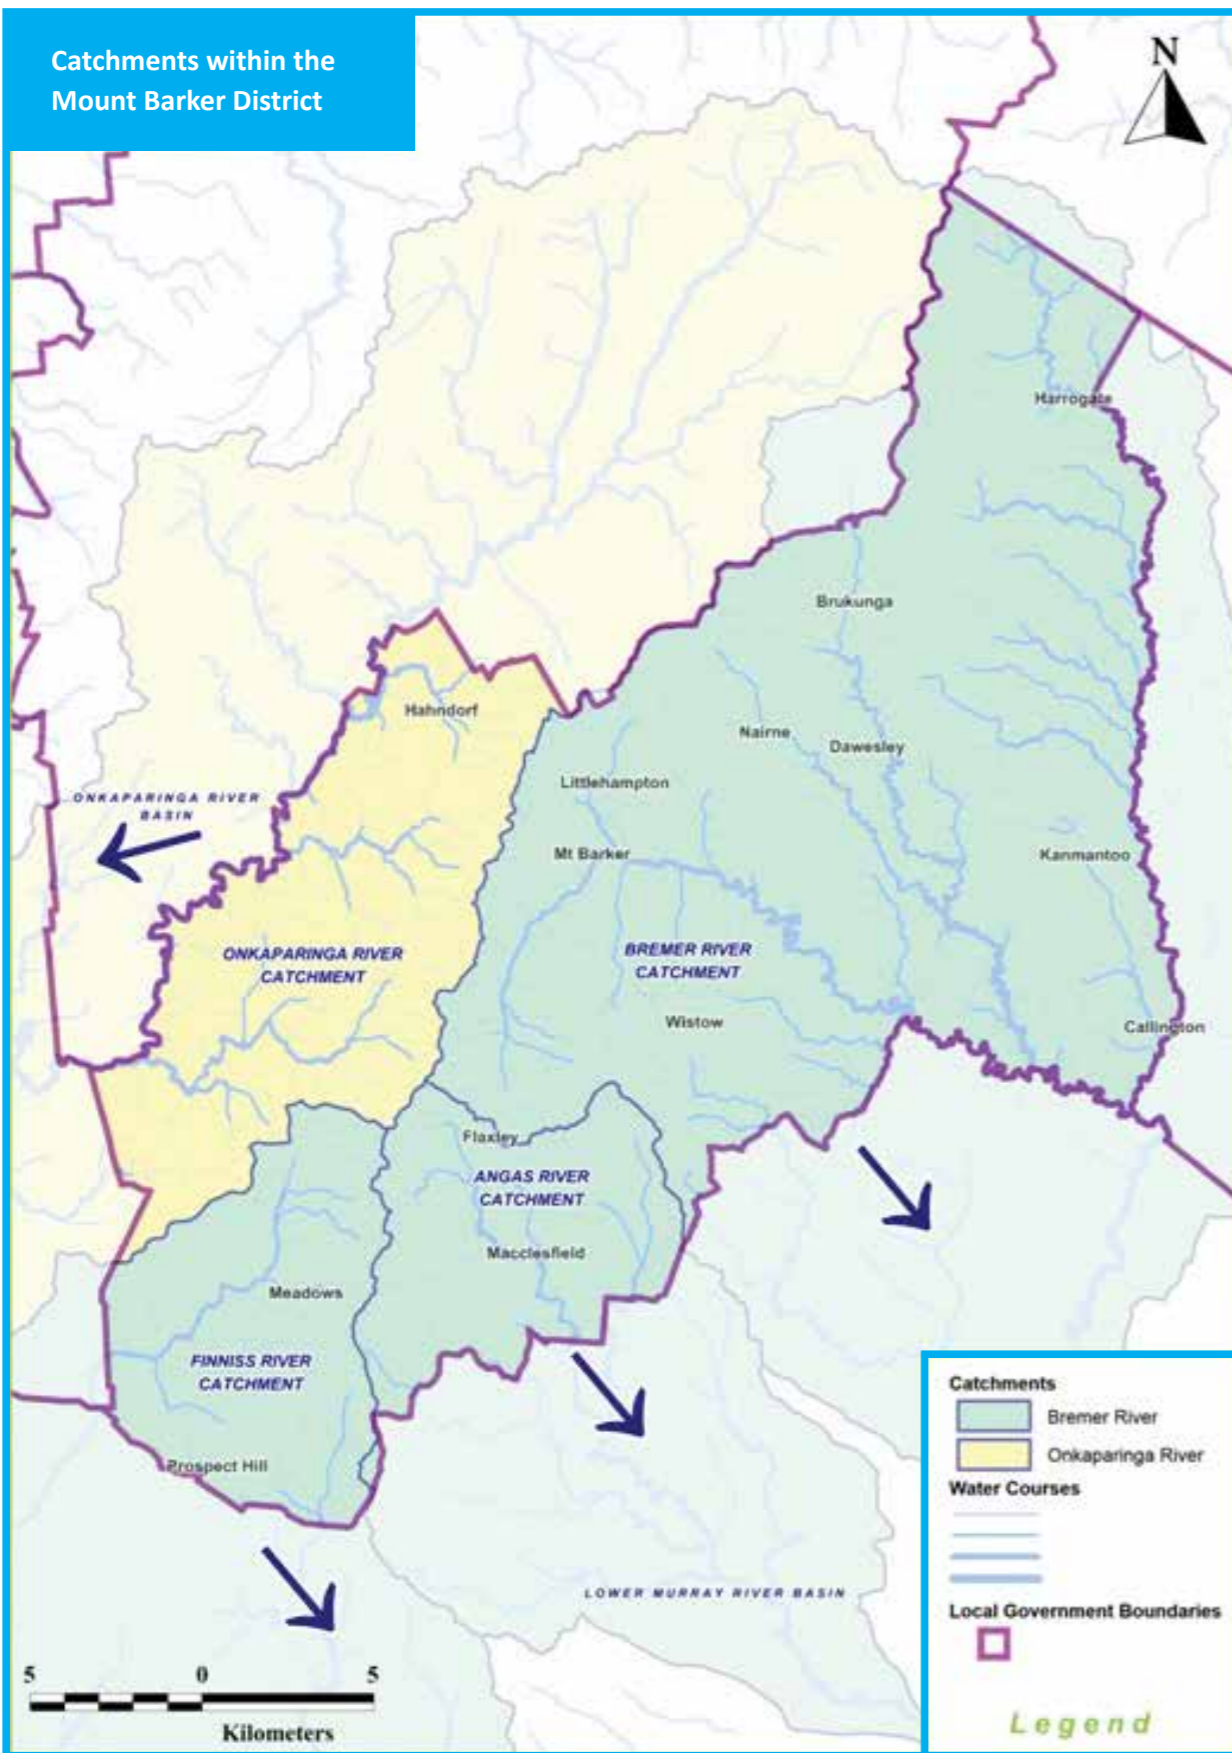 Catchments within the
Mount Barker District
N
Harrogate
Brukunga
Hahndorf
Nairne
Dawesley
Littlehampton
ONKAPARINGA RIVER
BASIN
Mt Barker
Kanmantoo
ONKAPARINGA RIVER
CATCHMENT
BREMER RIVER
CATCHMENT
Wistow
Callington
Flaxley
ANGAS RIVER
CATCHMENT
Macclesfield
Meadows
FINNISS RIVER
CATCHMENT
Prospect Hill
LOWER MURRAY RIVER BASIN
5 0 5
Kilometers
Catchments
Bremer River
Onkaparinga River
Water Courses
Local Government Boundaries
Legend